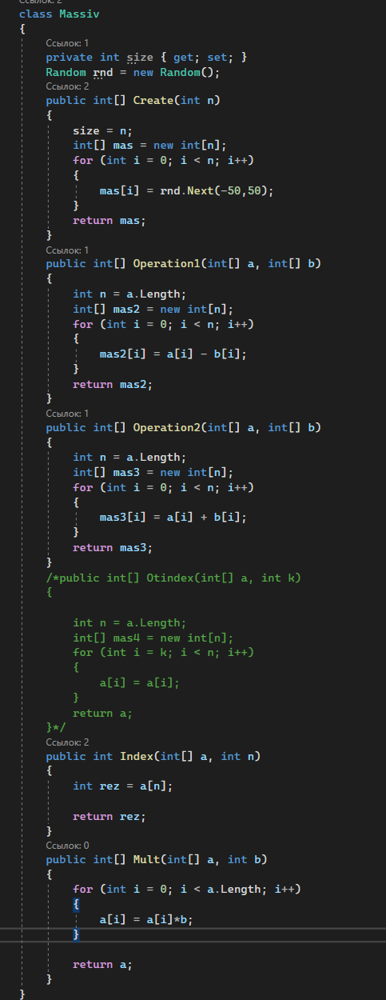 Ссылок: 2
class Massiv
{
Ссылок: 1
private int size { get; set; }
Random rnd = new Random();
Ссылок: 2
public int[] Create(int n)
{
size = n;
int[] mas = new int[n];
for (int i = 0; i < n; i++)
{
mas[i] = rnd.Next(-50,50);
}
return mas;
}
Ссылок: 1
public int[] Operation1(int[] a, int[] b)
{
int n = a.Length;
int[] mas2 = new int[n];
for (int i = 0; i < n; i++)
{
mas2[i] = a[i] - b[i];
}
return mas2;
}
Ссылок: 1
public int[] Operation2(int[] a, int[] b)
{
int n = a.Length;
int[] mas3 = new int[n];
for (int i = 0; i < n; i++)
{
mas3[i] = a[i] + b[i];
}
return mas3;
}
/*public int[] Otindex(int[] a, int k)
{
int n = a.Length;
int[] mas4 = new int[n];
for (int i = k; i < n; i++)
{
a[i] = a[i];
}
return a;
}*/
Ссылок: 2
public int Index(int[] a, int n)
{
int rez = a[n];
return rez;
}
Ссылок: 0
public int[] Mult(int[] a, int b)
{
for (int i = 0; i < a.Length; i++)
{
a[i] = a[i]*b;
}
return a;
}
}